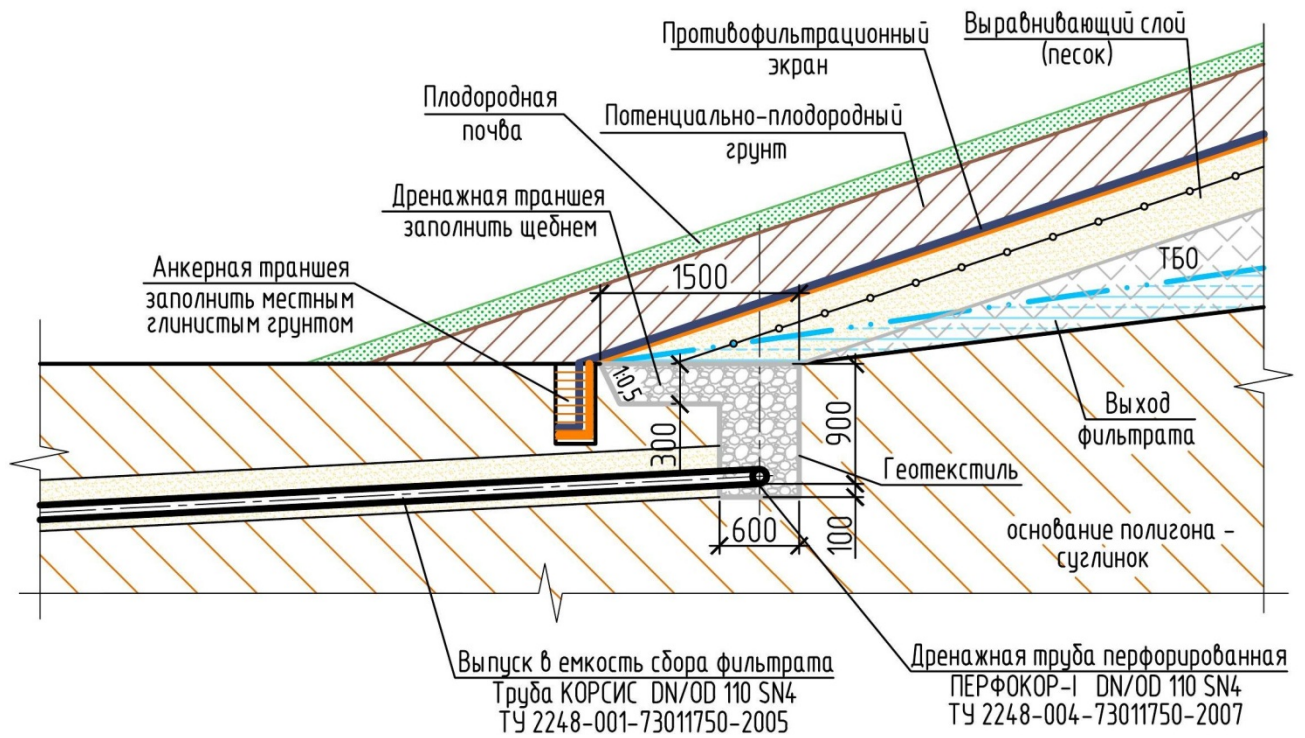 Противофильтрационный
экран
Выравнивающий слой
(песок)
Плодородная
почва
Потенциально-плодородный
грунт
Дренажная траншея
заполнить щебнем
Анкерная траншея
заполнить местным
глинистым грунтом
1500
ТБО
1:0,5
300
900
Выход
фильтрата
Геотекстиль
600
100
основание полигона -
суглинок
Выпуск в емкость сбора фильтрата
Труба КОРСИС DN/OD 110 SN4
ТУ 2248-001-73011750-2005
Дренажная труба перфорированная
ПЕРФОКОР-I DN/OD 110 SN4
ТУ 2248-004-73011750-2007